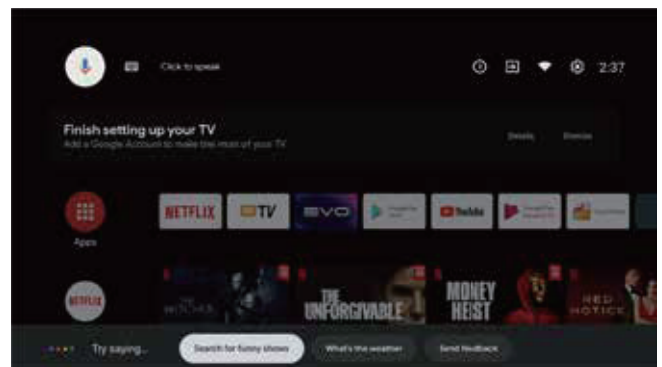 Click to speak
2:37
Finish setting up your TV
Add a Google Account to make the most of your TV
Details
Dismiss
NETFLIX
TV
EVO
YouTube
Apps
NETFLIX
THE UNFORGIVABLE
MONEY HEIST
RED NOTICE
Try saying...
Search for funny shows
What's the weather
Send feedback